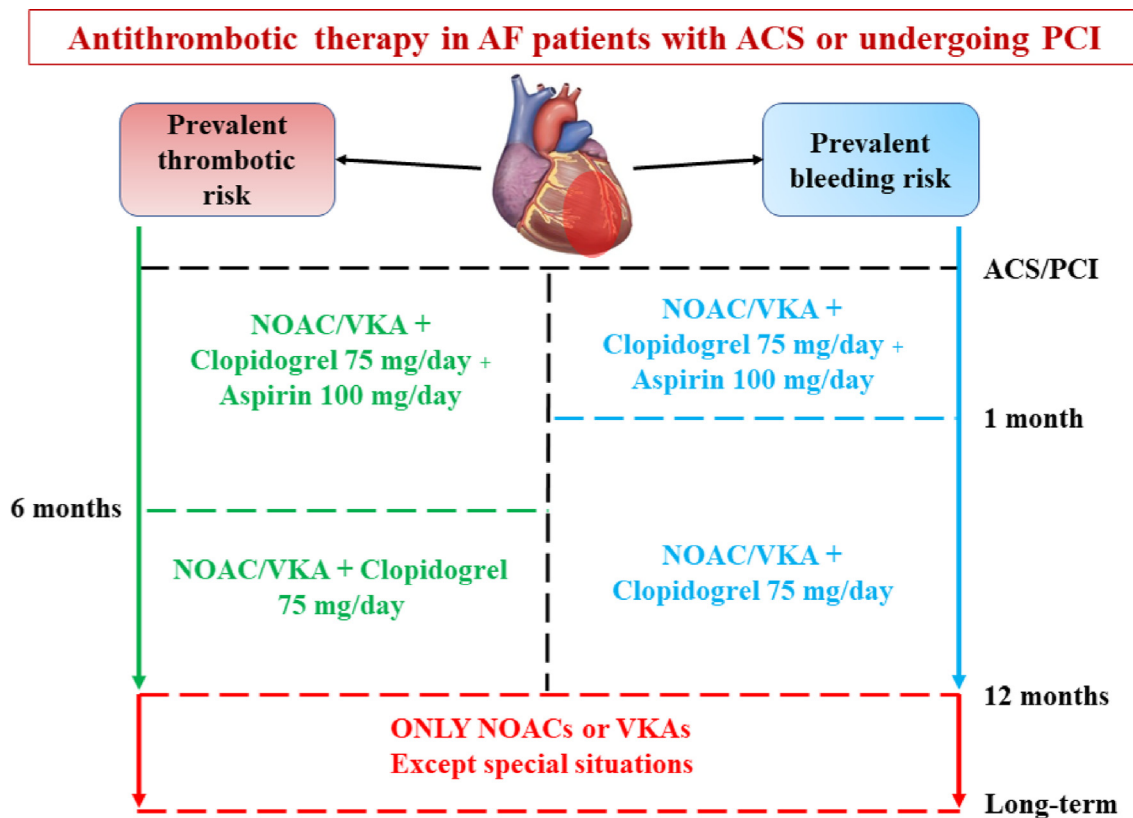 Antithrombotic therapy in AF patients with ACS or undergoing PCI
Prevalent
thrombotic
risk
Prevalent
bleeding risk
ACS/PCI
NOAC/VKA +
Clopidogrel 75 mg/day +
Aspirin 100 mg/day
NOAC/VKA +
Clopidogrel 75 mg/day +
Aspirin 100 mg/day
1 month
6 months
NOAC/VKA + Clopidogrel
75 mg/day
NOAC/VKA +
Clopidogrel 75 mg/day
12 months
ONLY NOACs or VKAs
Except special situations
Long-term